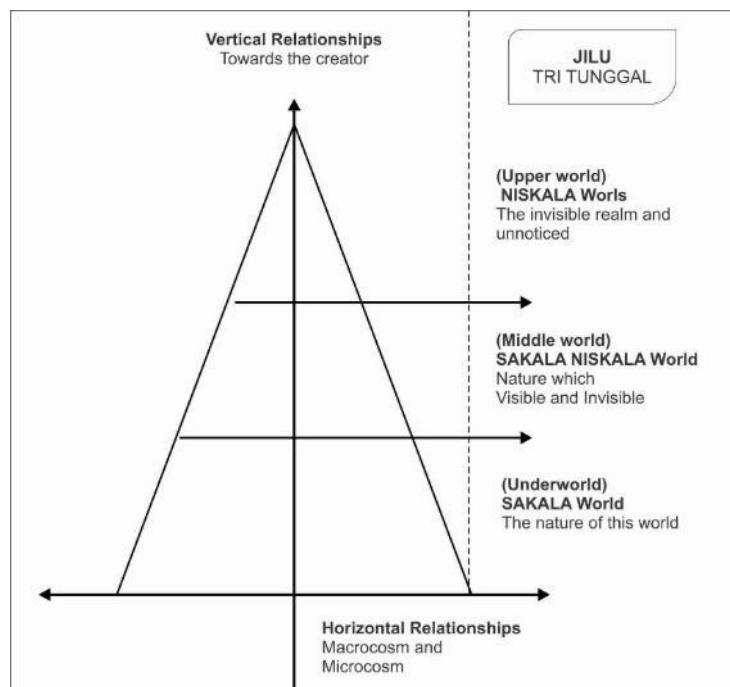 Vertical Relationships
Towards the creator
JILU
TRI TUNGGAL
(Upper world)
NISKALA Worls
The invisible realm and
unnoticed
(Middle world)
SAKALA NISKALA World
Nature which
Visible and Invisible
(Underworld)
SAKALA World
The nature of this world
Horizontal Relationships
Macrocosm and
Microcosm